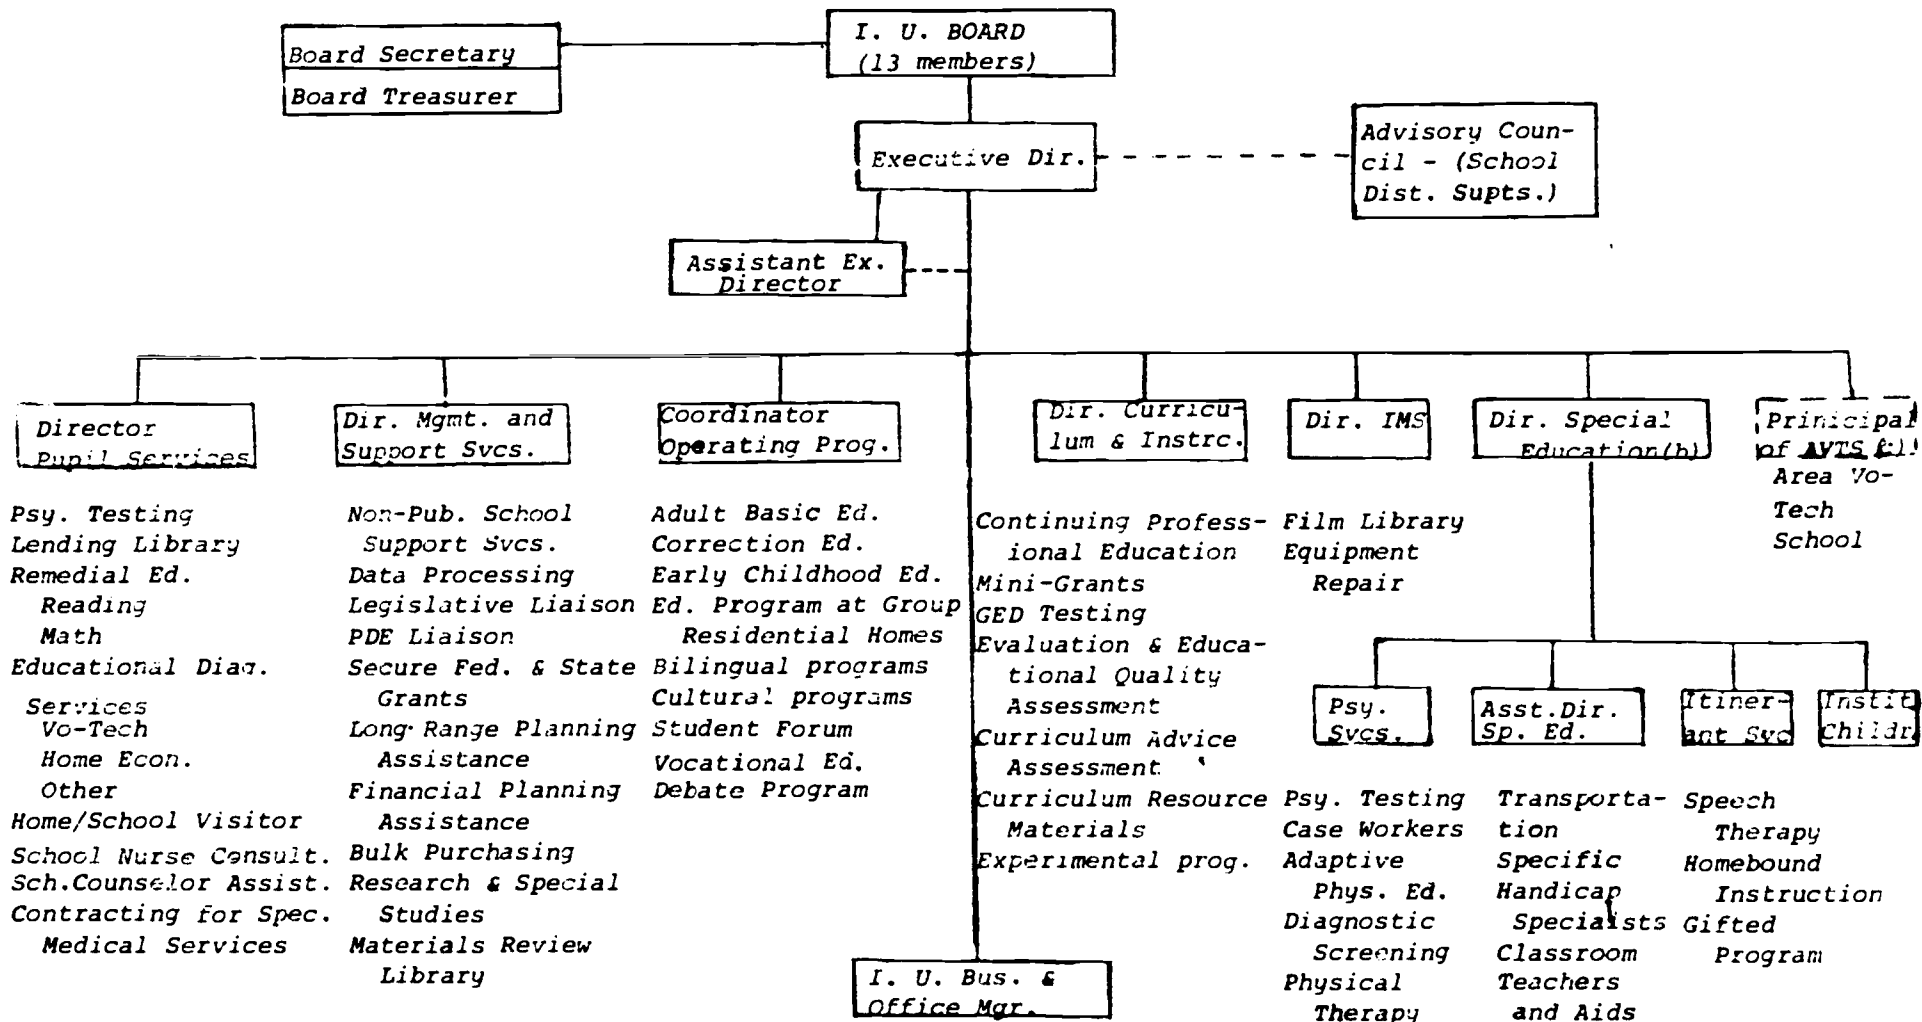 I. U. BOARD
(13 members)
Board Secretary
Board Treasurer
Executive Dir.
Advisory Coun-
cil - (School
Dist. Supts.)
Assistant Ex.
Director
Director
Pupil Services
Psy. Testing
Lending Library
Remedial Ed.
Reading
Math
Educational Diag.
Services
Vo-Tech
Home Econ.
Other
Home/School Visitor
School Nurse Consult.
Sch.Counselor Assist.
Contracting for Spec.
Medical Services
Dir. Mgmt. and
Support Svcs.
Non-Pub. School
Support Svcs.
Data Processing
Legislative Liaison
PDE Liaison
Secure Fed. & State
Grants
Long Range Planning
Assistance
Financial Planning
Assistance
Bulk Purchasing
Research & Special
Studies
Materials Review
Library
Coordinator
Operating Prog.
Adult Basic Ed.
Correction Ed.
Early Childhood Ed.
Ed. Program at Group
Residential Homes
Bilingual programs
Cultural programs
Student Forum
Vocational Ed.
Debate Program
I. U. Bus. &
Office Mgr.
Dir. Curricu-
lum & Instrc.
Continuing Profess-
ional Education
Mini-Grants
GED Testing
Evaluation & Educa-
tional Quality
Assessment
Curriculum Advice
Assessment
Curriculum Resource
Materials
Experimental prog.
Dir. IMS
Film Library
Equipment
Repair
Dir. Special
Education(b)
Psy.
Svcs.
Psy. Testing
Case Workers
Adaptive
Phys. Ed.
Diagnostic
Screening
Physical
Therapy
Asst.Dir.
Sp. Ed.
Transporta-
tion
Specific
Handicap
Specialists
Classroom
Teachers
and Aids
Itiner-
ant Svc
Speech
Therapy
Homebound
Instruction
Gifted
Program
Instit
Childr.
Prinicipal
of AVTS
Area Vo-
Tech
School